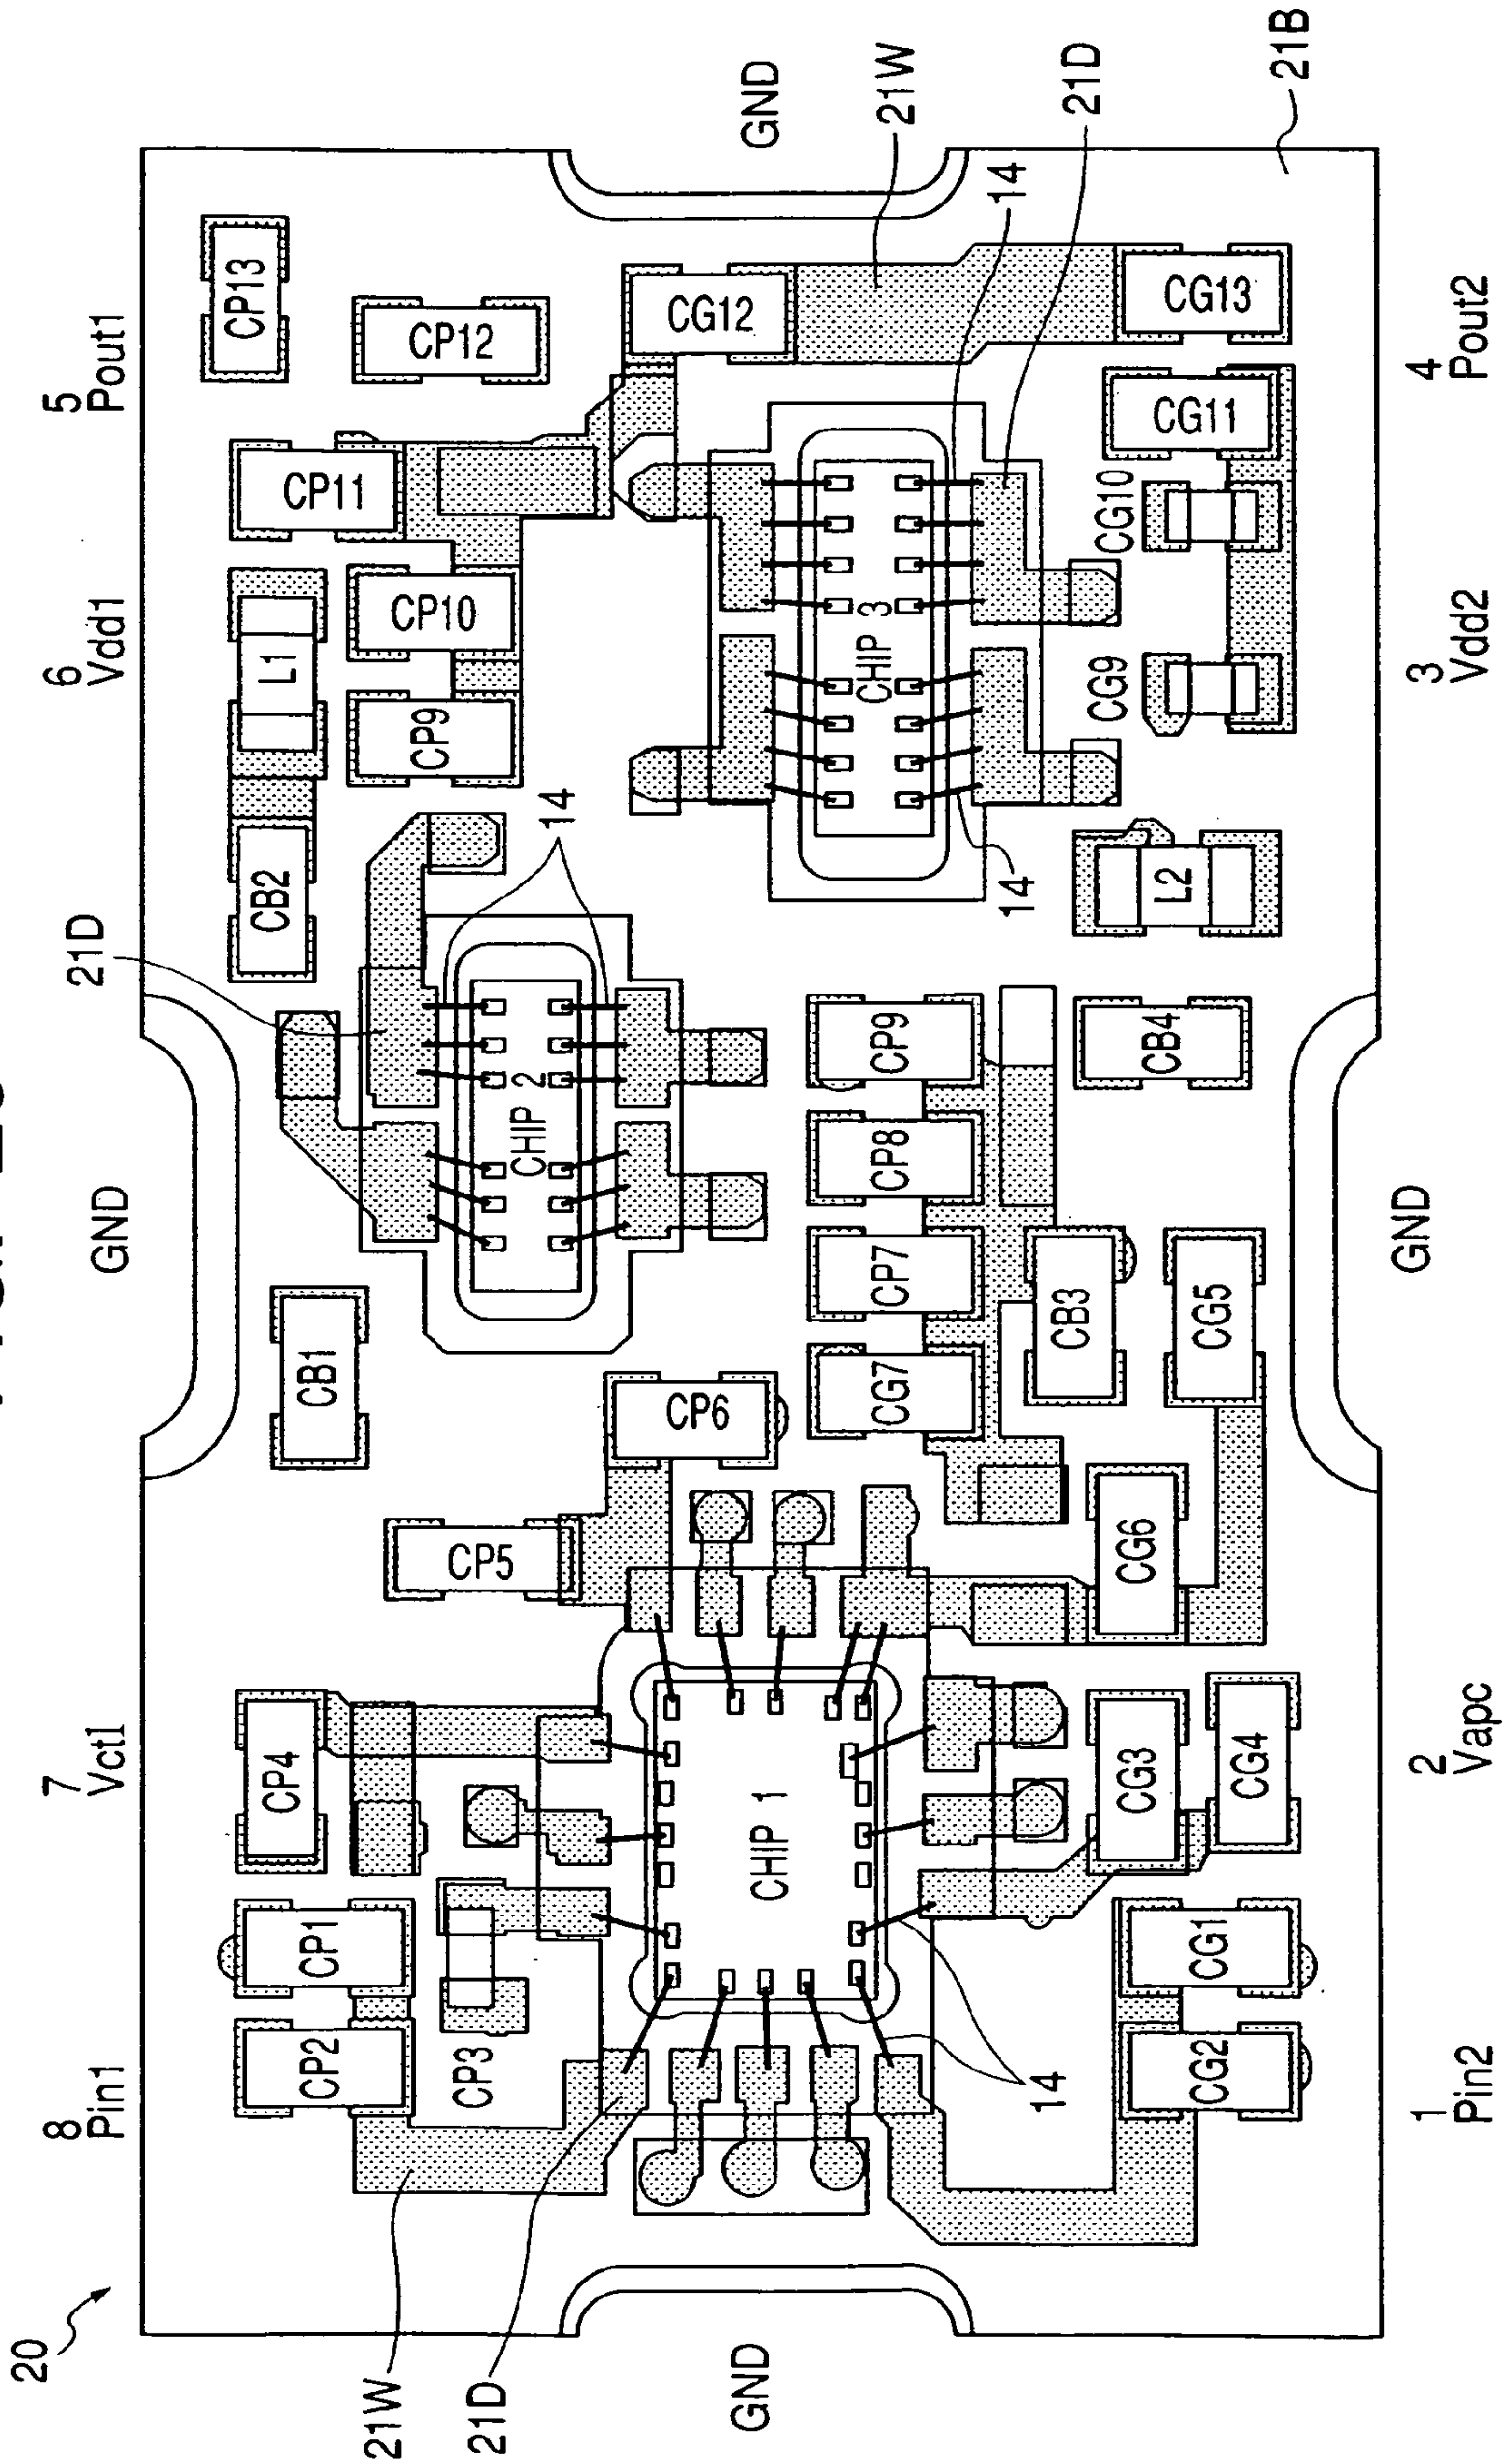 20
8
Pin1
7
Vct1
GND
6
Vdd1
5
Pout1
21W
21D
21D
CP2
CP1
CP4
CB1
CB2
L1
CP11
CP13
CP3
CP5
CP9
CP10
CP12
14
CP6
CHIP 2
CG12
GND
GND
CHIP 1
CG7
CP7
CP8
CP9
CHIP 3
21W
14
14
14
CB3
L2
CG9
CG10
21D
CG2
CG1
CG3
CG6
CG4
CG5
CB4
CG11
CG13
21B
1
Pin2
2
Vapc
GND
3
Vdd2
4
Pout2